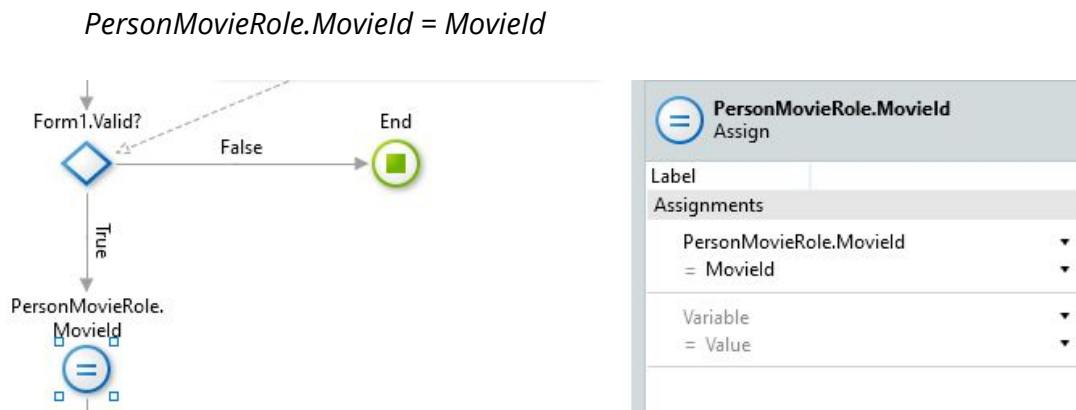 PersonMovieRole.MovieId = MovieId
Form1.Valid?
End
False
True
PersonMovieRole.
MovieId
PersonMovieRole.MovieId
Assign
Label
Assignments
PersonMovieRole.MovieId
= MovieId
Variable
= Value